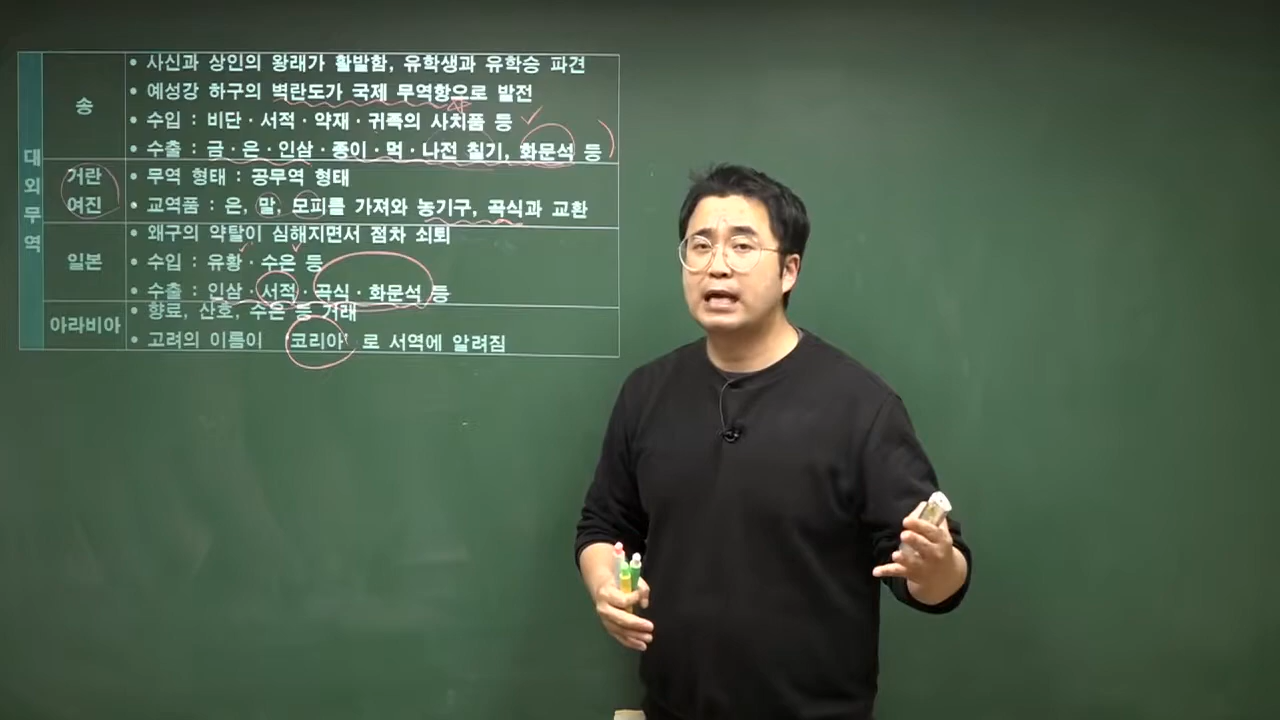 대외무역
송
• 사신과 상인의 왕래가 활발함, 유학생과 유학승 파견
• 예성강 하구의 벽란도가 국제 무역항으로 발전
• 수입 : 비단 · 서적 · 약재 · 귀족의 사치품 등
• 수출 : 금 · 은 · 인삼 · 종이 · 먹 · 나전 칠기, 화문석 등
거란
여진
• 무역 형태 : 공무역 형태
• 교역품 : 은, 말, 모피를 가져와 농기구, 곡식과 교환
일본
• 왜구의 약탈이 심해지면서 점차 쇠퇴
• 수입 : 유황 · 수은 등
• 수출 : 인삼 · 서적 · 곡식 · 화문석 등
아라비아
• 향료, 산호, 수은 등 거래
• 고려의 이름이 '코리아' 로 서역에 알려짐